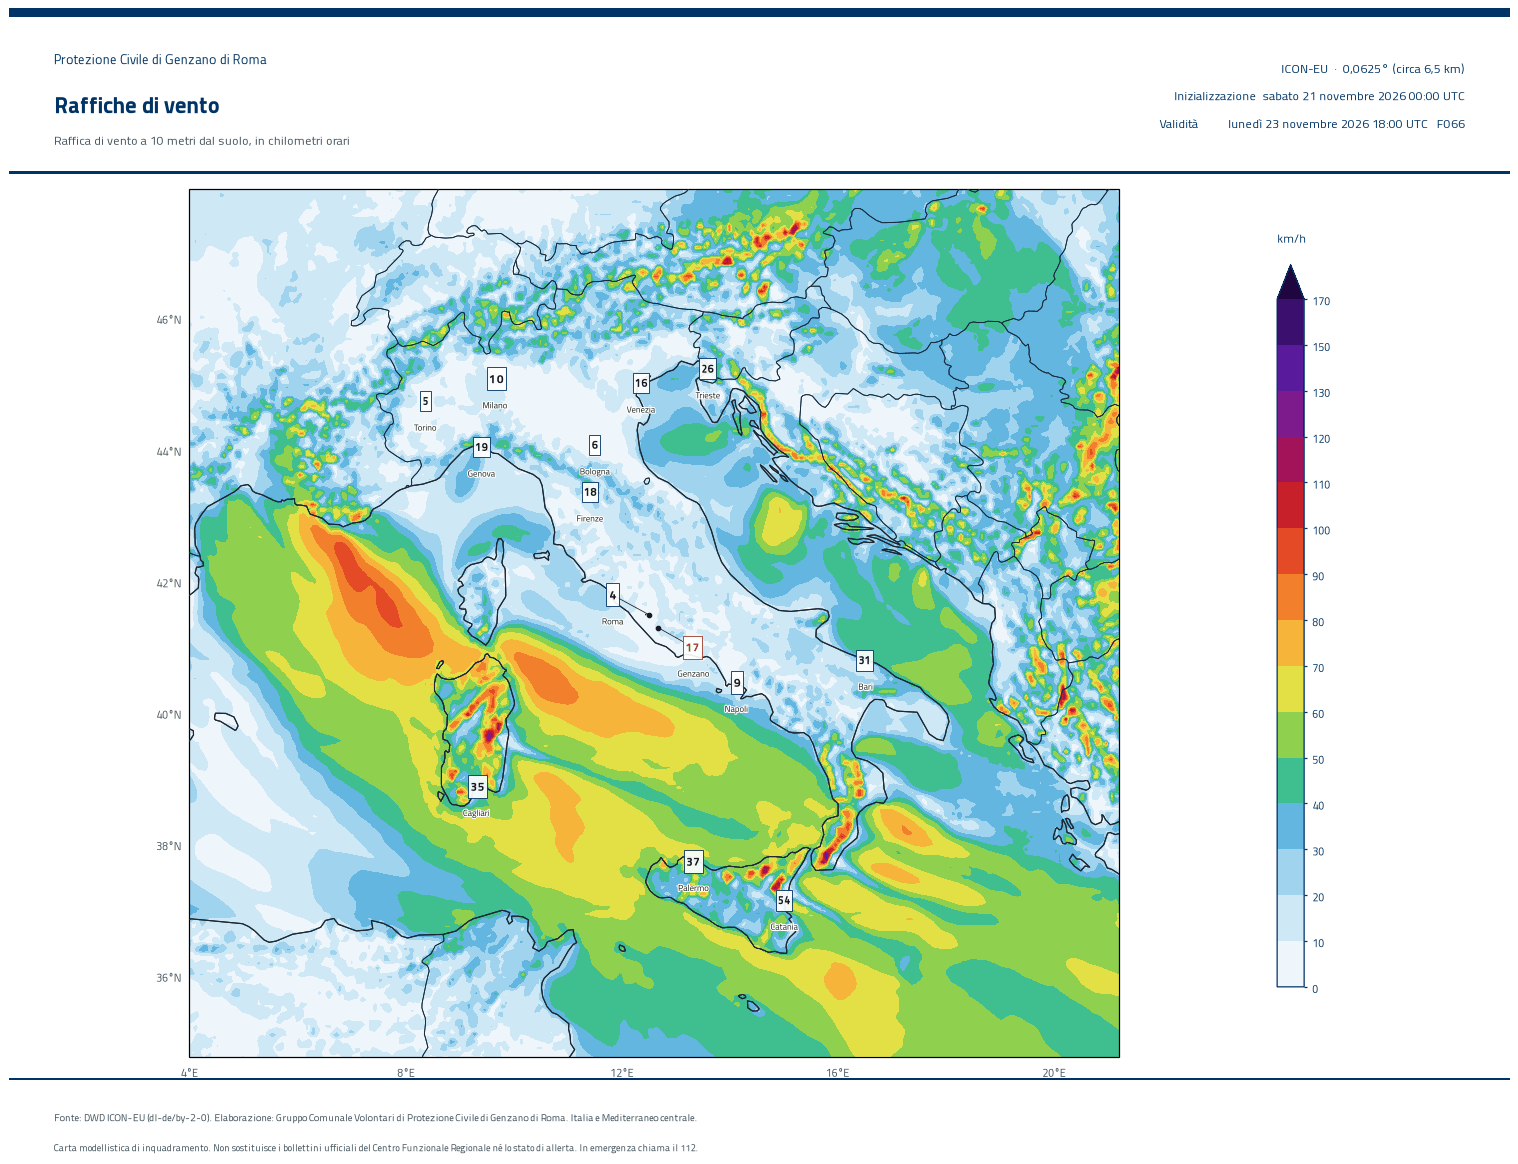 Protezione Civile di Genzano di Roma
Raffiche di vento
Raffica di vento a 10 metri dal suolo, in chilometri orari
ICON-EU · 0,0625° (circa 6,5 km)
Inizializzazione sabato 21 novembre 2026 00:00 UTC
Validità lunedì 23 novembre 2026 18:00 UTC F066
km/h
170
150
130
120
110
100
90
80
70
60
50
40
30
20
10
0
46°N
44°N
42°N
40°N
38°N
36°N
4°E
8°E
12°E
16°E
20°E
26
Trieste
16
Venezia
10
Milano
5
Torino
19
Genova
6
Bologna
18
Firenze
4
Roma
17
Genzano
9
Napoli
31
Bari
35
Cagliari
37
Palermo
54
Catania
Fonte: DWD ICON-EU (dl-de/by-2-0). Elaborazione: Gruppo Comunale Volontari di Protezione Civile di Genzano di Roma. Italia e Mediterraneo centrale.
Carta modellistica di inquadramento. Non sostituisce i bollettini ufficiali del Centro Funzionale Regionale né lo stato di allerta. In emergenza chiama il 112.